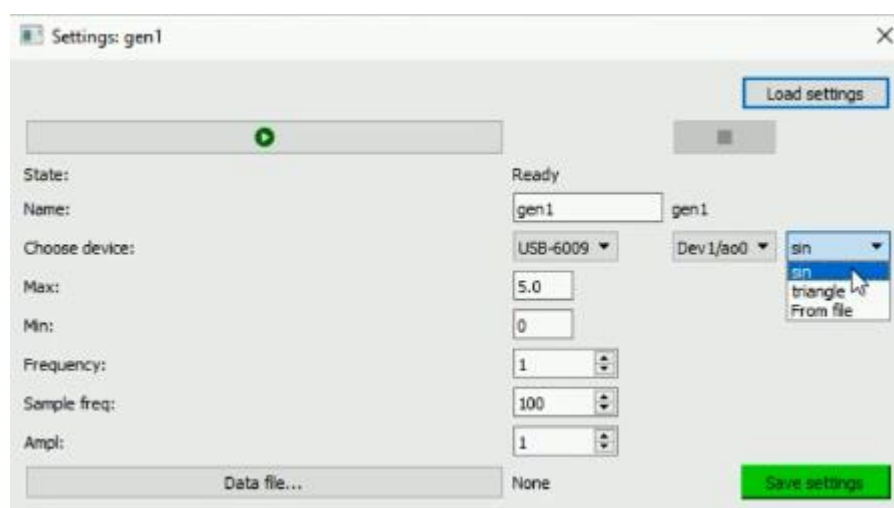 Settings: gen1
Load settings
State: Ready
Name: gen1 gen1
Choose device: USB-6009 Dev1/ao0 sin
sin
triangle
From file
Max: 5.0
Min: 0
Frequency: 1
Sample freq: 100
Ampl: 1
Data file... None Save settings